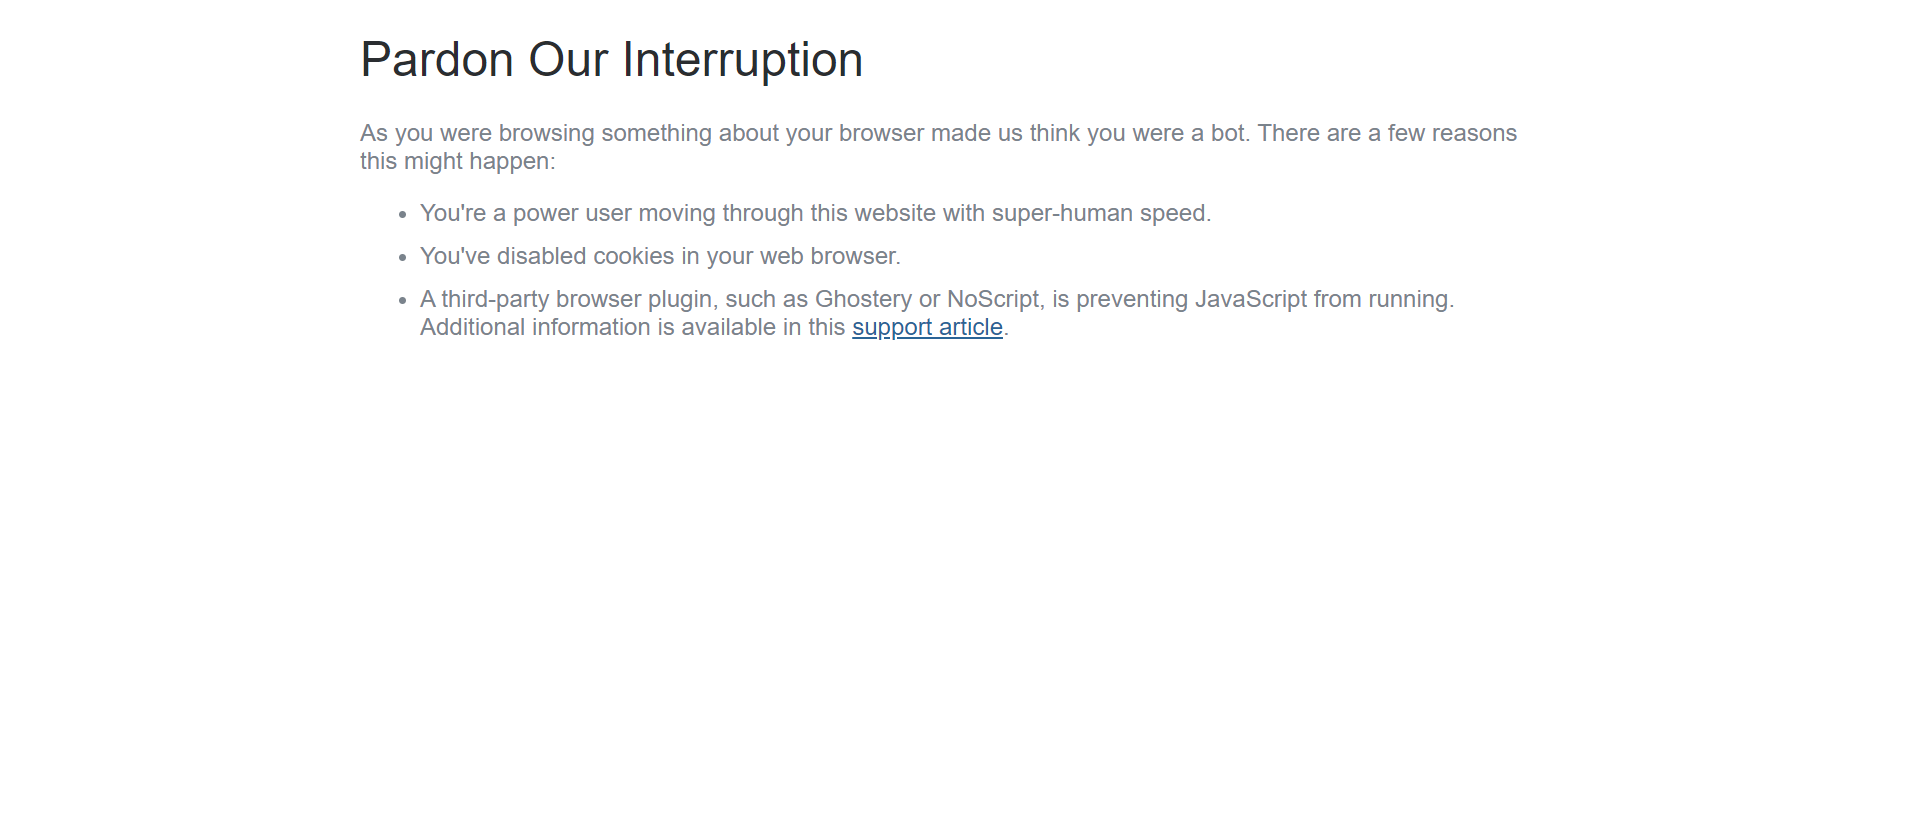 Pardon Our Interruption
As you were browsing something about your browser made us think you were a bot. There are a few reasons
this might happen:
You're a power user moving through this website with super-human speed.
You've disabled cookies in your web browser.
A third-party browser plugin, such as Ghostery or NoScript, is preventing JavaScript from running.
Additional information is available in this support article.